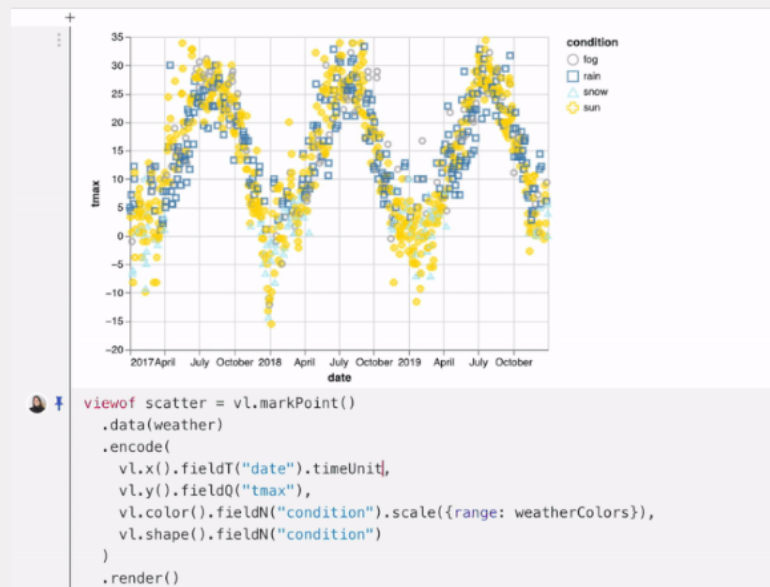 +
35
30
25
20
15
10
5
0
−5
−10
−15
−20
tmax
2017 April July October 2018 April July October 2019 April July October
date
condition
fog
rain
snow
sun
viewof scatter = vl.markPoint()
.data(weather)
.encode(
vl.x().fieldT("date").timeUnit,
vl.y().fieldQ("tmax"),
vl.color().fieldN("condition").scale({range: weatherColors}),
vl.shape().fieldN("condition")
)
.render()